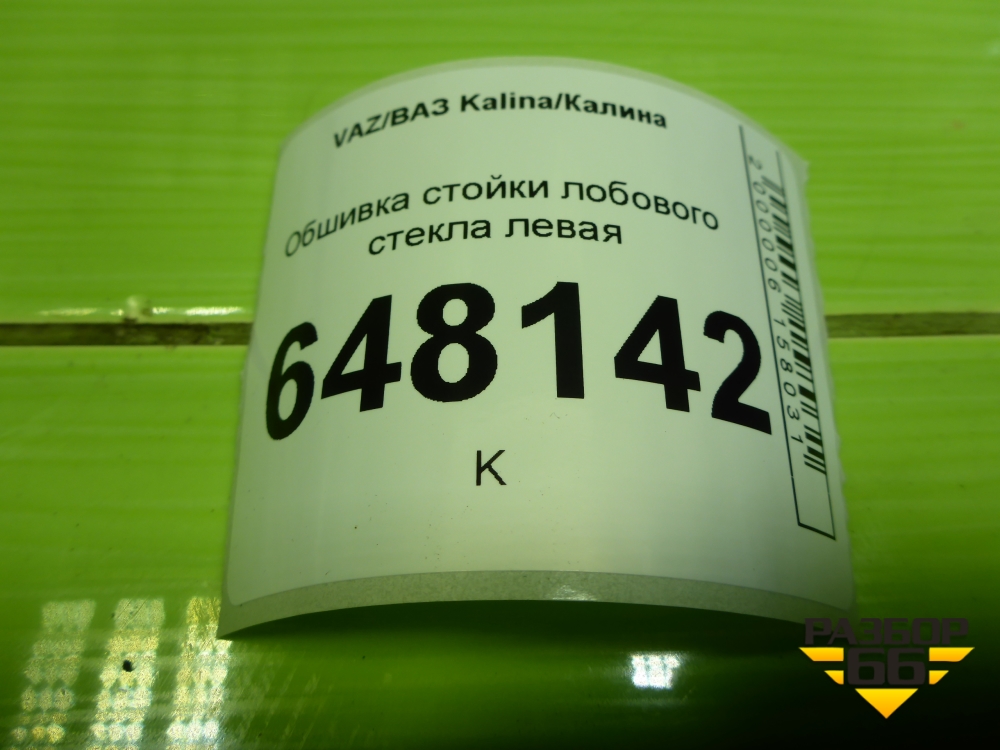 VAZ/ВАЗ Kalina/Калина
Обшивка стойки лобового
стекла левая
648142
К
2000006158031
РАЗБОР
66